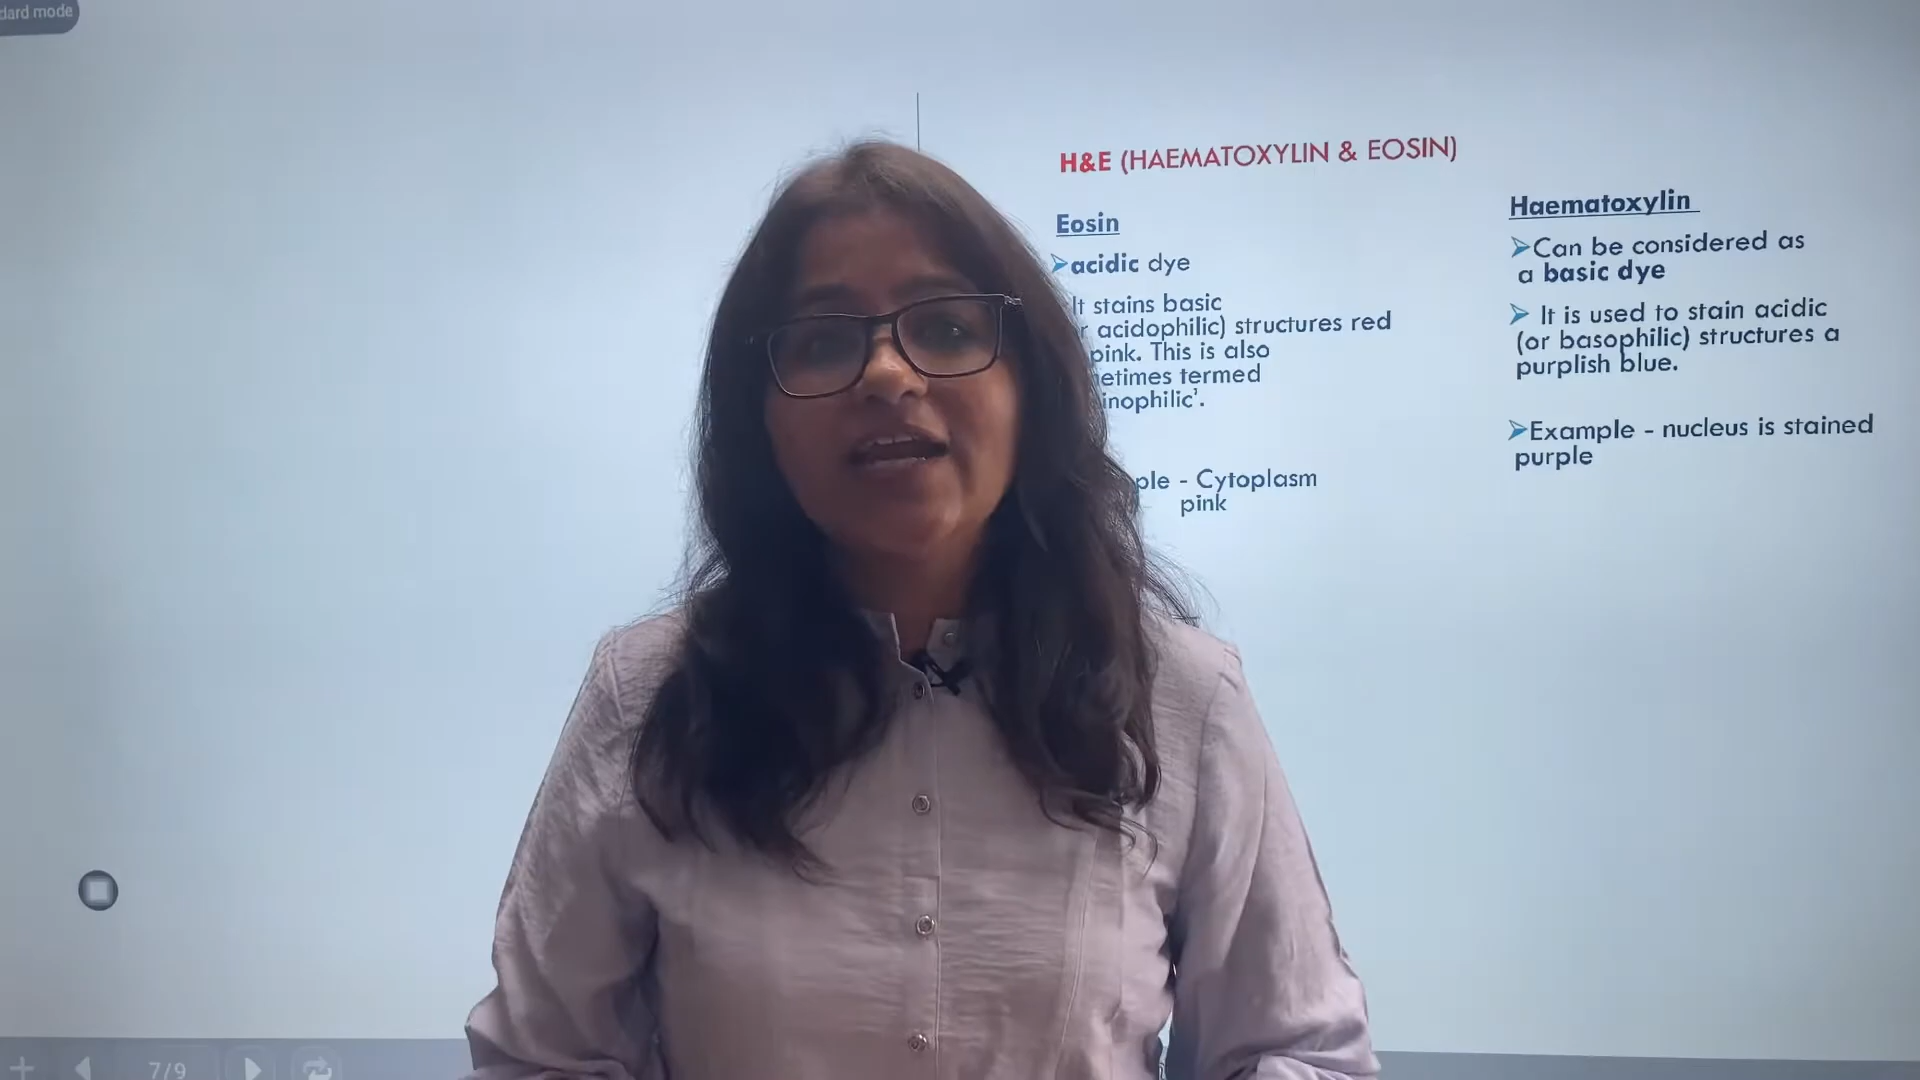 dard mode
H&E (HAEMATOXYLIN & EOSIN)
Eosin
➢acidic dye
It stains basic
r acidophilic) structures red
pink. This is also
etimes termed
inophilic'.
ple - Cytoplasm
pink
Haematoxylin
➢Can be considered as
a basic dye
➢ It is used to stain acidic
(or basophilic) structures a
purplish blue.
➢Example - nucleus is stained
purple
7/9